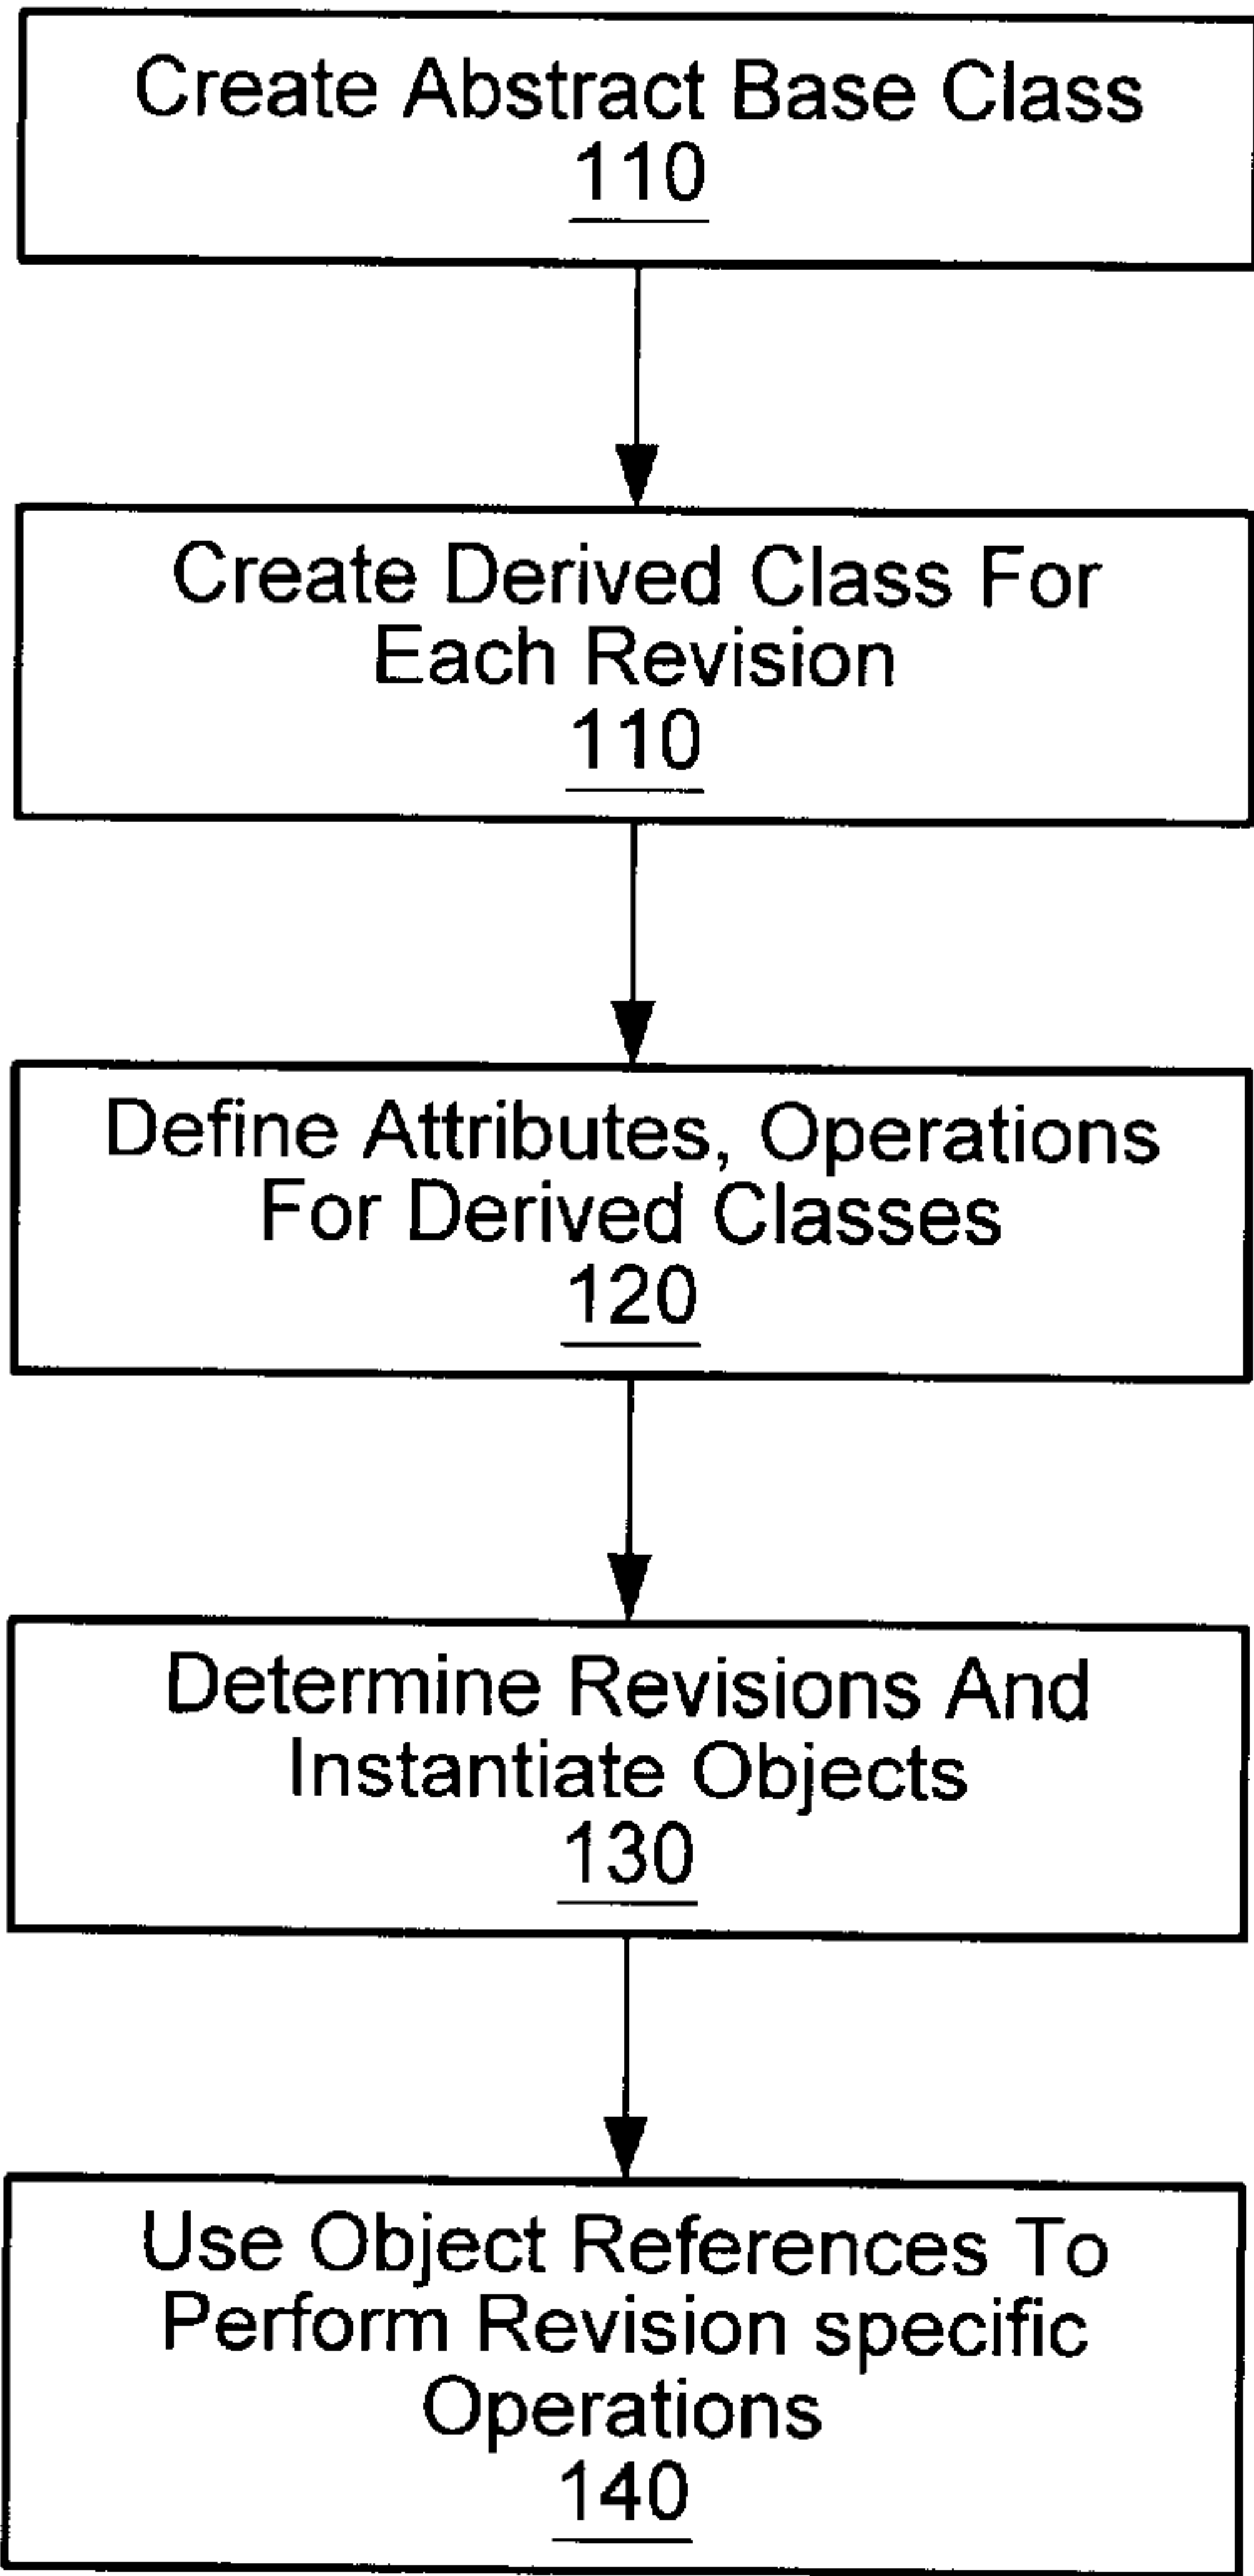 Create Abstract Base Class
110
Create Derived Class For
Each Revision
110
Define Attributes, Operations
For Derived Classes
120
Determine Revisions And
Instantiate Objects
130
Use Object References To
Perform Revision specific
Operations
140